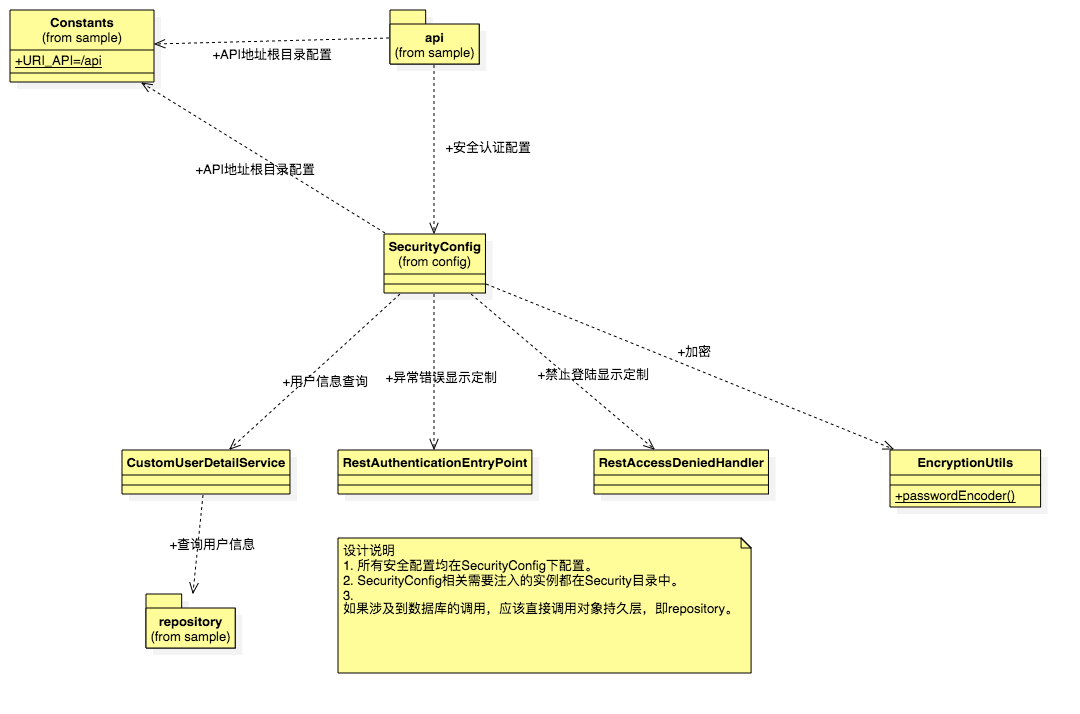 Constants
(from sample)
+URI_API=/api
api
(from sample)
+API地址根目录配置
+安全认证配置
+API地址根目录配置
SecurityConfig
(from config)
+用户信息查询
+异常错误显示定制
+禁止登陆显示定制
+加密
CustomUserDetailService
RestAuthenticationEntryPoint
RestAccessDeniedHandler
EncryptionUtils
+passwordEncoder()
+查询用户信息
repository
(from sample)
设计说明
1. 所有安全配置均在SecurityConfig下配置。
2. SecurityConfig相关需要注入的实例都在Security目录中。
3.
如果涉及到数据库的调用，应该直接调用对象持久层，即repository。